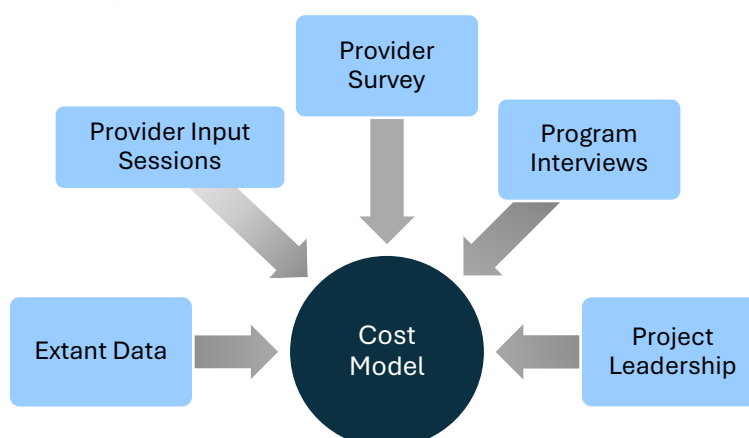 Provider
Survey
Provider Input
Sessions
Program
Interviews
Extant Data
Cost
Model
Project
Leadership